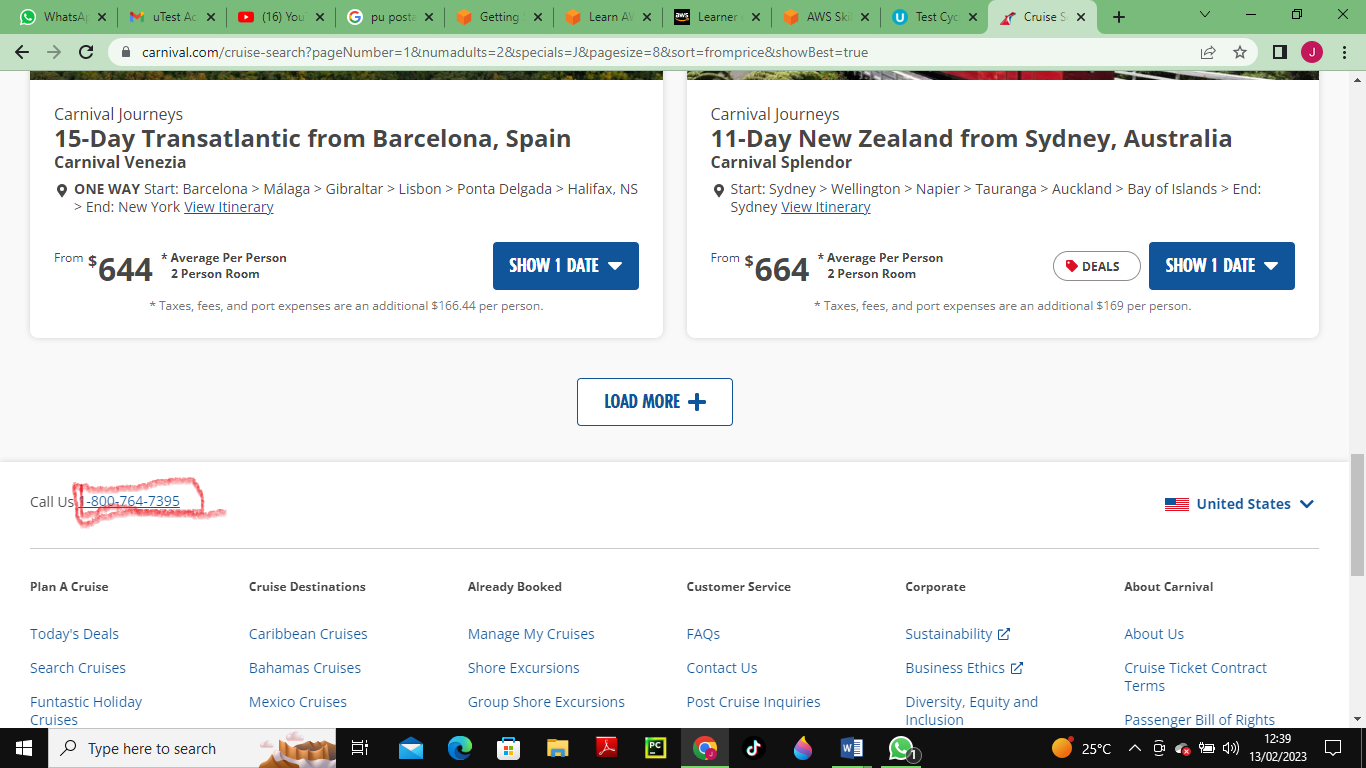 WhatsAp
uTest Ac
(16) You
pu posta
Getting
Learn AW
Learner
AWS Skil
Test Cyc
Cruise S
carnival.com/cruise-search?pageNumber=1&numadults=2&specials=J&pagesize=8&sort=fromprice&showBest=true
J
Carnival Journeys
15-Day Transatlantic from Barcelona, Spain
Carnival Venezia
ONE WAY Start: Barcelona > Málaga > Gibraltar > Lisbon > Ponta Delgada > Halifax, NS
> End: New York View Itinerary
From $644 * Average Per Person
2 Person Room
SHOW 1 DATE
* Taxes, fees, and port expenses are an additional $166.44 per person.
Carnival Journeys
11-Day New Zealand from Sydney, Australia
Carnival Splendor
Start: Sydney > Wellington > Napier > Tauranga > Auckland > Bay of Islands > End:
Sydney View Itinerary
From $664 * Average Per Person
2 Person Room
DEALS
SHOW 1 DATE
* Taxes, fees, and port expenses are an additional $169 per person.
LOAD MORE
Call Us 1-800-764-7395
United States
Plan A Cruise
Today's Deals
Search Cruises
Funtastic Holiday
Cruises
Cruise Destinations
Caribbean Cruises
Bahamas Cruises
Mexico Cruises
Already Booked
Manage My Cruises
Shore Excursions
Group Shore Excursions
Customer Service
FAQs
Contact Us
Post Cruise Inquiries
Corporate
Sustainability
Business Ethics
Diversity, Equity and
Inclusion
About Carnival
About Us
Cruise Ticket Contract
Terms
Passenger Bill of Rights
Type here to search
PC
W
1
25°C
12:39
13/02/2023